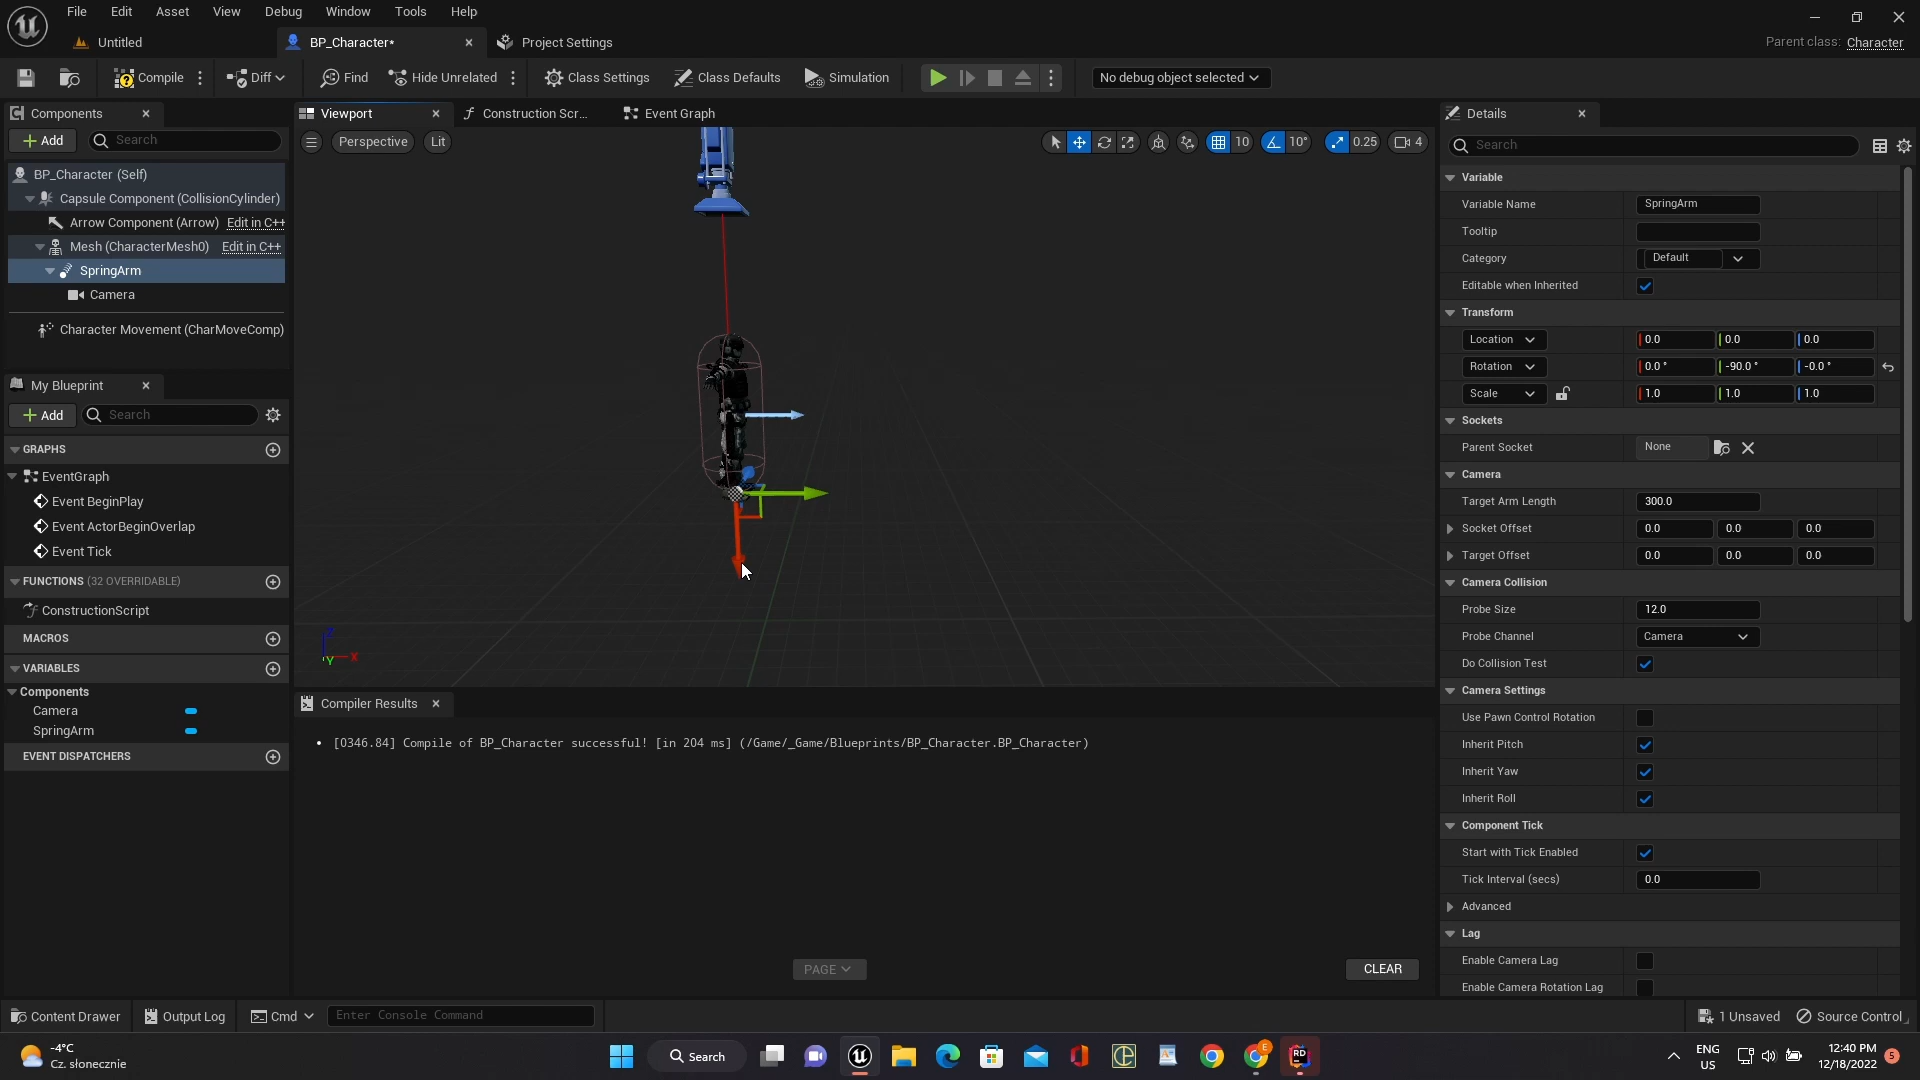 File Edit Asset View Debug Window Tools Help
Untitled
BP_Character*
Project Settings
Parent class: Character
Compile
Diff
Find
Hide Unrelated
Class Settings
Class Defaults
Simulation
No debug object selected
Components
Add
Search
BP_Character (Self)
Capsule Component (CollisionCylinder)
Arrow Component (Arrow) Edit in C++
Mesh (CharacterMesh0) Edit in C++
SpringArm
Camera
Character Movement (CharMoveComp)
My Blueprint
Add
Search
GRAPHS
EventGraph
Event BeginPlay
Event ActorBeginOverlap
Event Tick
FUNCTIONS (32 OVERRIDABLE)
ConstructionScript
MACROS
VARIABLES
Components
Camera
SpringArm
EVENT DISPATCHERS
Viewport
Construction Scr...
Event Graph
Perspective
Lit
10
10°
0.25
4
Z
X
Y
Compiler Results
• [0346.84] Compile of BP_Character successful! [in 204 ms] (/Game/_Game/Blueprints/BP_Character.BP_Character)
PAGE
CLEAR
Details
Search
Variable
Variable Name SpringArm
Tooltip
Category Default
Editable when Inherited
Transform
Location 0.0 0.0 0.0
Rotation 0.0 ° -90.0 ° -0.0 °
Scale 1.0 1.0 1.0
Sockets
Parent Socket None
Camera
Target Arm Length 300.0
Socket Offset 0.0 0.0 0.0
Target Offset 0.0 0.0 0.0
Camera Collision
Probe Size 12.0
Probe Channel Camera
Do Collision Test
Camera Settings
Use Pawn Control Rotation
Inherit Pitch
Inherit Yaw
Inherit Roll
Component Tick
Start with Tick Enabled
Tick Interval (secs) 0.0
Advanced
Lag
Enable Camera Lag
Enable Camera Rotation Lag
Content Drawer
Output Log
Cmd
Enter Console Command
1 Unsaved
Source Control
-4°C
Cz. słonecznie
Search
E
RD
ENG
US
12:40 PM
12/18/2022
5